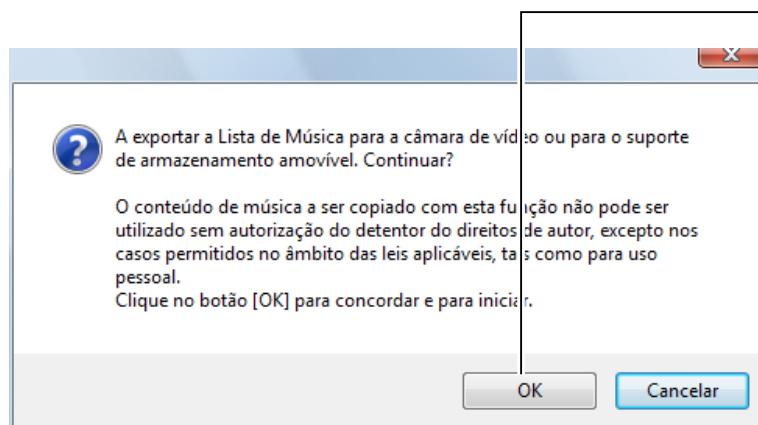 A exportar a Lista de Música para a câmara de vídeo ou para o suporte
de armazenamento amovível. Continuar?
O conteúdo de música a ser copiado com esta função não pode ser
utilizado sem autorização do detentor do direitos de autor, excepto nos
casos permitidos no âmbito das leis aplicáveis, tais como para uso
pessoal.
Clique no botão [OK] para concordar e para iniciar.
OK
Cancelar